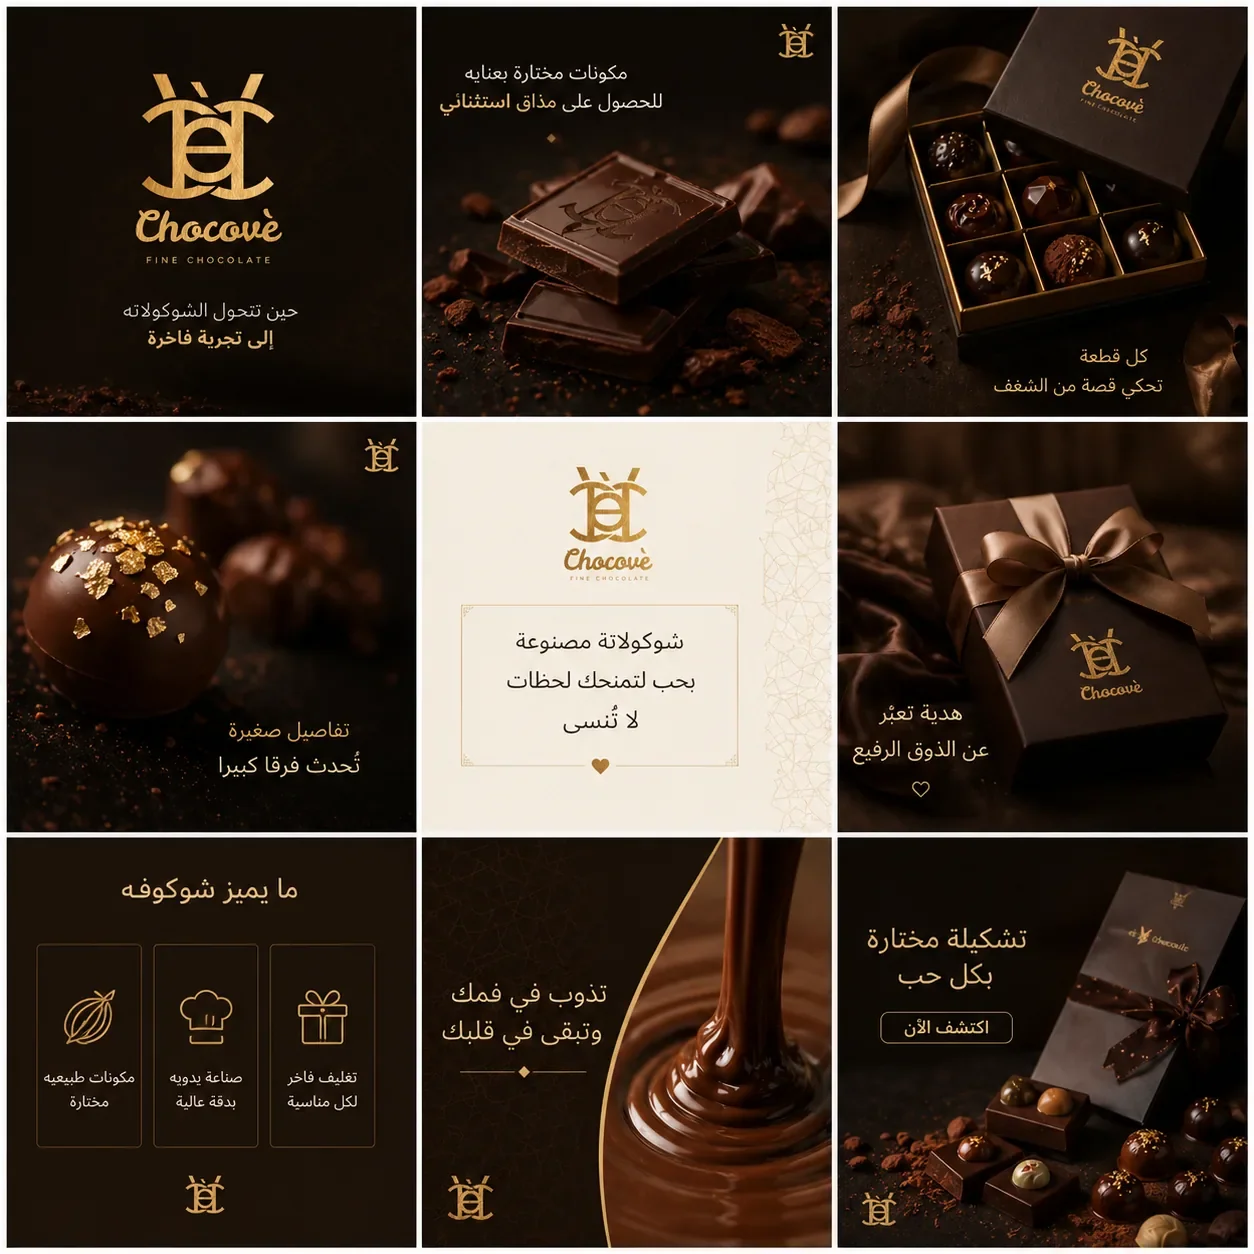 Chocovè
FINE CHOCOLATE
حين تتحول الشوكولاته
إلى تجربة فاخرة
مكونات مختارة بعنايه
للحصول على مذاق استثنائي
Chocovè
FINE CHOCOLATE
كل قطعة
تحكي قصة من الشغف
تفاصيل صغيرة
تُحدث فرقا كبيرا
Chocovè
FINE CHOCOLATE
شوكولاتة مصنوعة
بحب لتمنحك لحظات
لا تُنسى
Chocovè
هدية تعبّر
عن الذوق الرفيع
ما يميز شوكوفه
تغليف فاخر
لكل مناسبة
صناعة يدويه
بدقة عالية
مكونات طبيعيه
مختارة
تذوب في فمك
وتبقى في قلبك
تشكيلة مختارة
بكل حب
اكتشف الأن